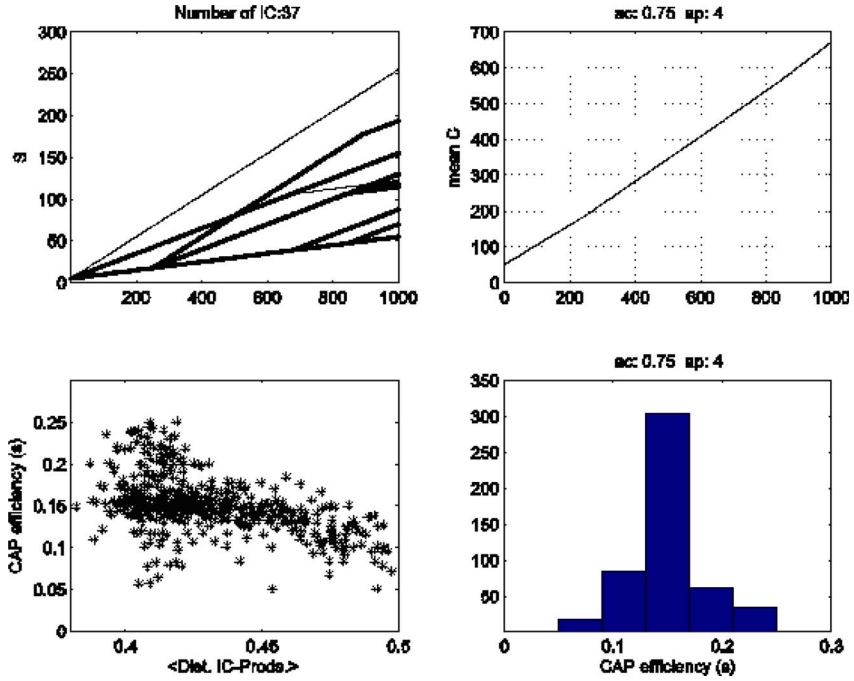 Number of IC:37
300
250
200
150
100
50
0
S
200 400 600 800 1000
ac: 0.75 ap: 4
700
600
500
400
300
200
100
0
mean C
0 200 400 600 800 1000
0.25
0.2
0.15
0.1
0.05
0
CAP efficiency (s)
0.4 0.45 0.5
<Dist. IC-Prods.>
ac: 0.75 ap: 4
350
300
250
200
150
100
50
0 0.1 0.2 0.3
CAP efficiency (s)